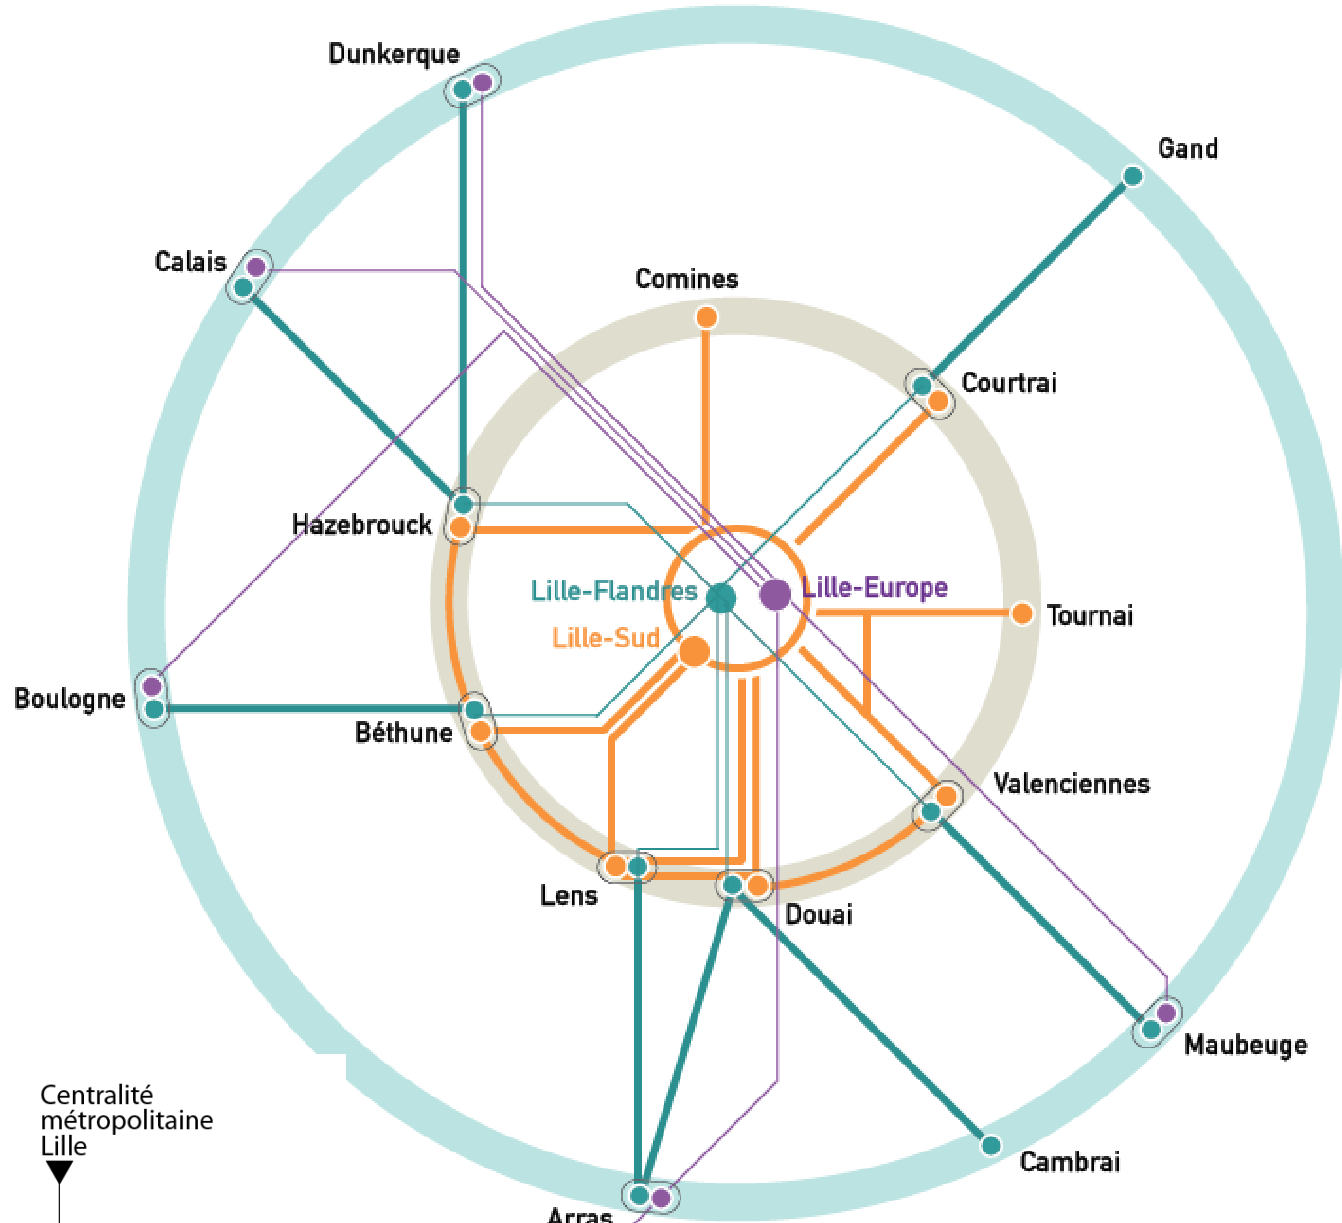 Dunkerque
Gand
Calais
Comines
Courtrai
Hazebrouck
Lille-Flandres
Lille-Europe
Tournai
Lille-Sud
Boulogne
Béthune
Valenciennes
Lens
Douai
Maubeuge
Centralité
métropolitaine
Lille
Cambrai
Arras